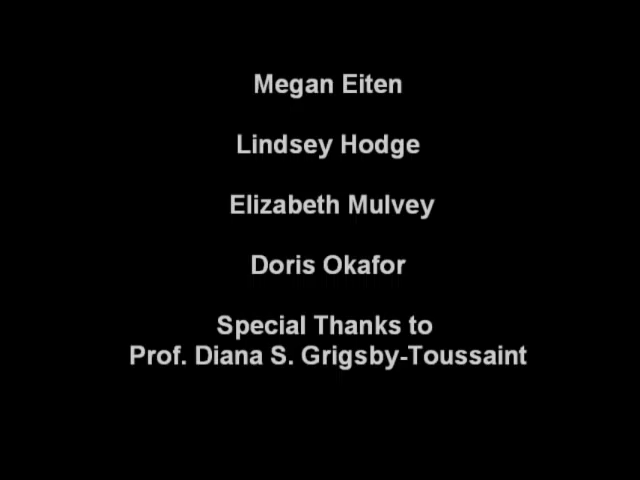 Megan Eiten
Lindsey Hodge
Elizabeth Mulvey
Doris Okafor
Special Thanks to
Prof. Diana S. Grigsby-Toussaint